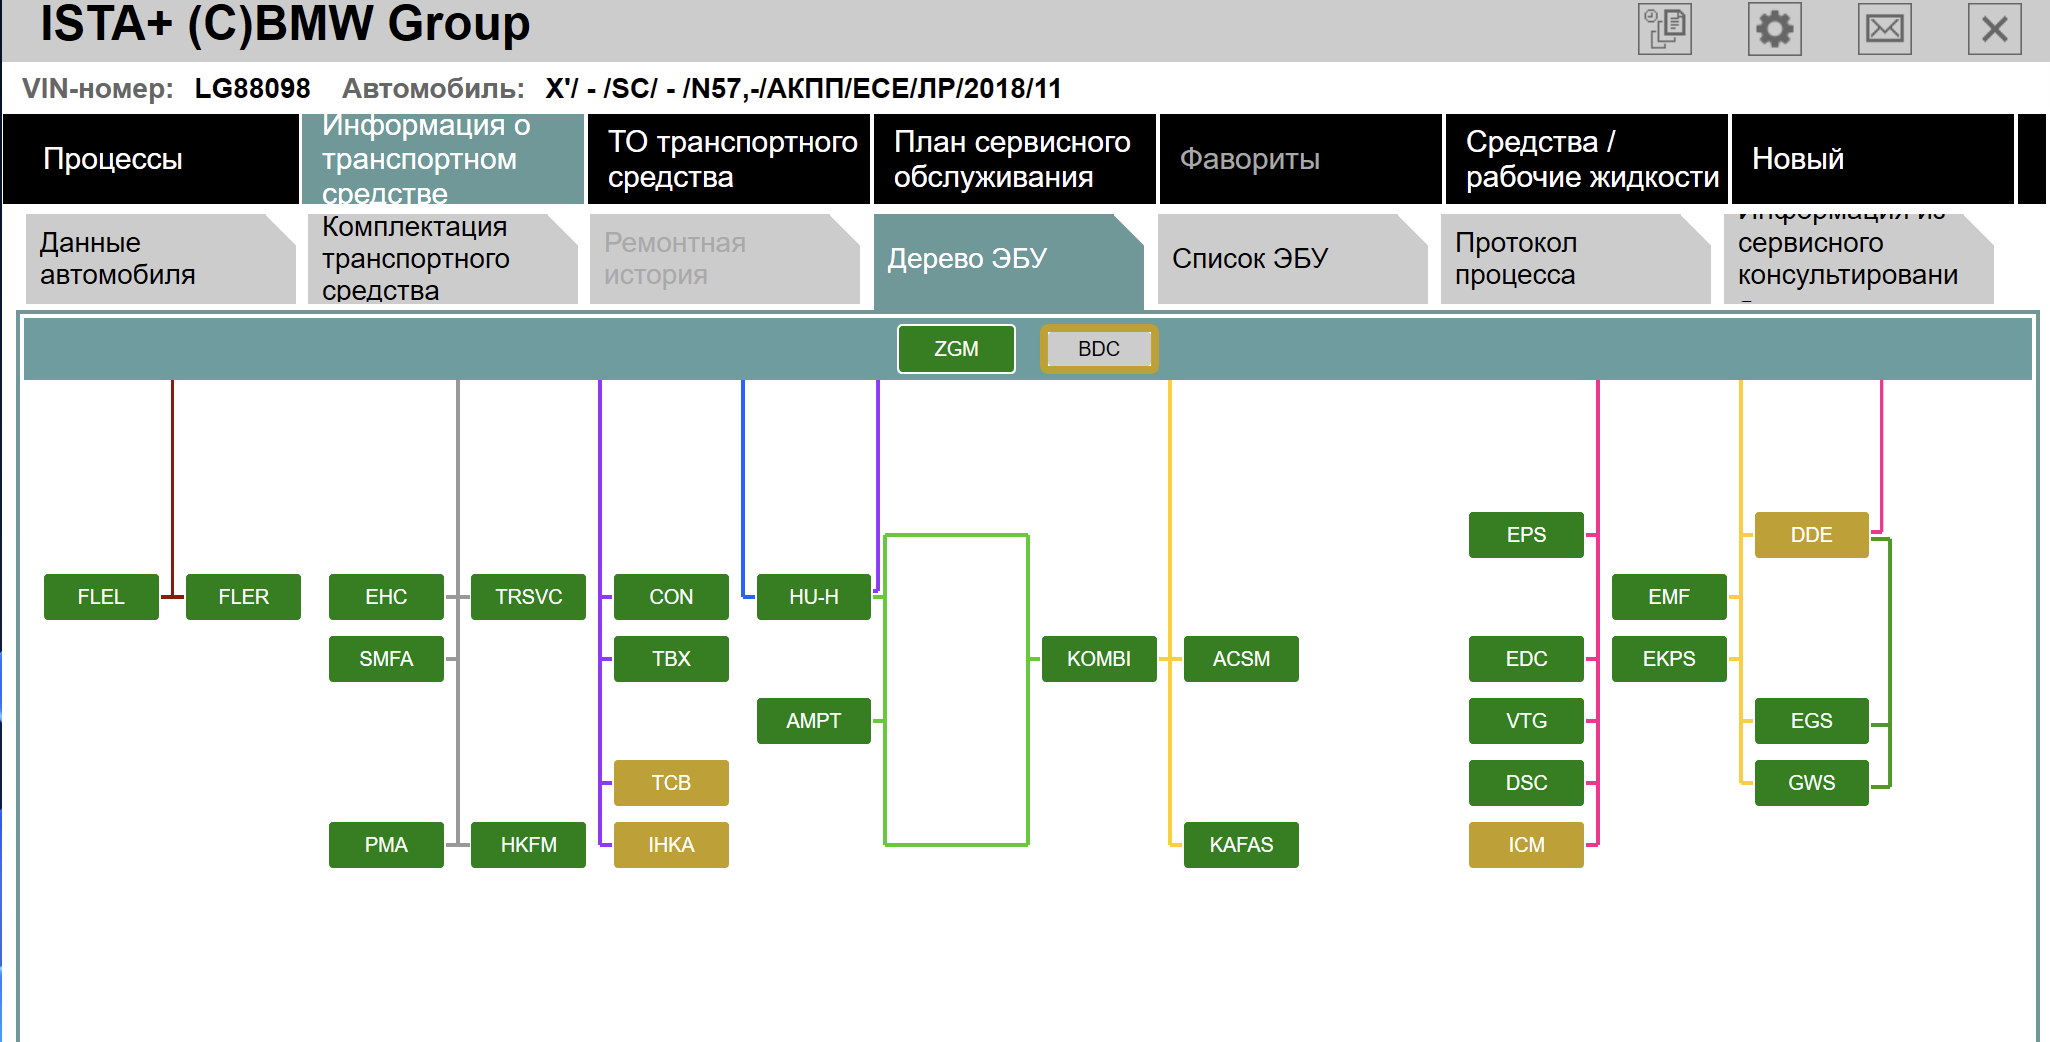 ISTA+ (C)BMW Group
VIN-номер: LG88098 Автомобиль: X'/ - /SC/ - /N57,-/АКПП/ECE/ЛР/2018/11
Процессы
Информация о
транспортном
средстве
ТО транспортного
средства
План сервисного
обслуживания
Фавориты
Средства /
рабочие жидкости
Новый
Данные
автомобиля
Комплектация
транспортного
средства
Ремонтная
история
Дерево ЭБУ
Список ЭБУ
Протокол
процесса
Информация из
сервисного
консультировани
ZGM
BDC
EPS
DDE
FLEL
FLER
EHC
TRSVC
CON
HU-H
EMF
SMFA
TBX
KOMBI
ACSM
EDC
EKPS
AMPT
VTG
EGS
TCB
DSC
GWS
PMA
HKFM
IHKA
KAFAS
ICM